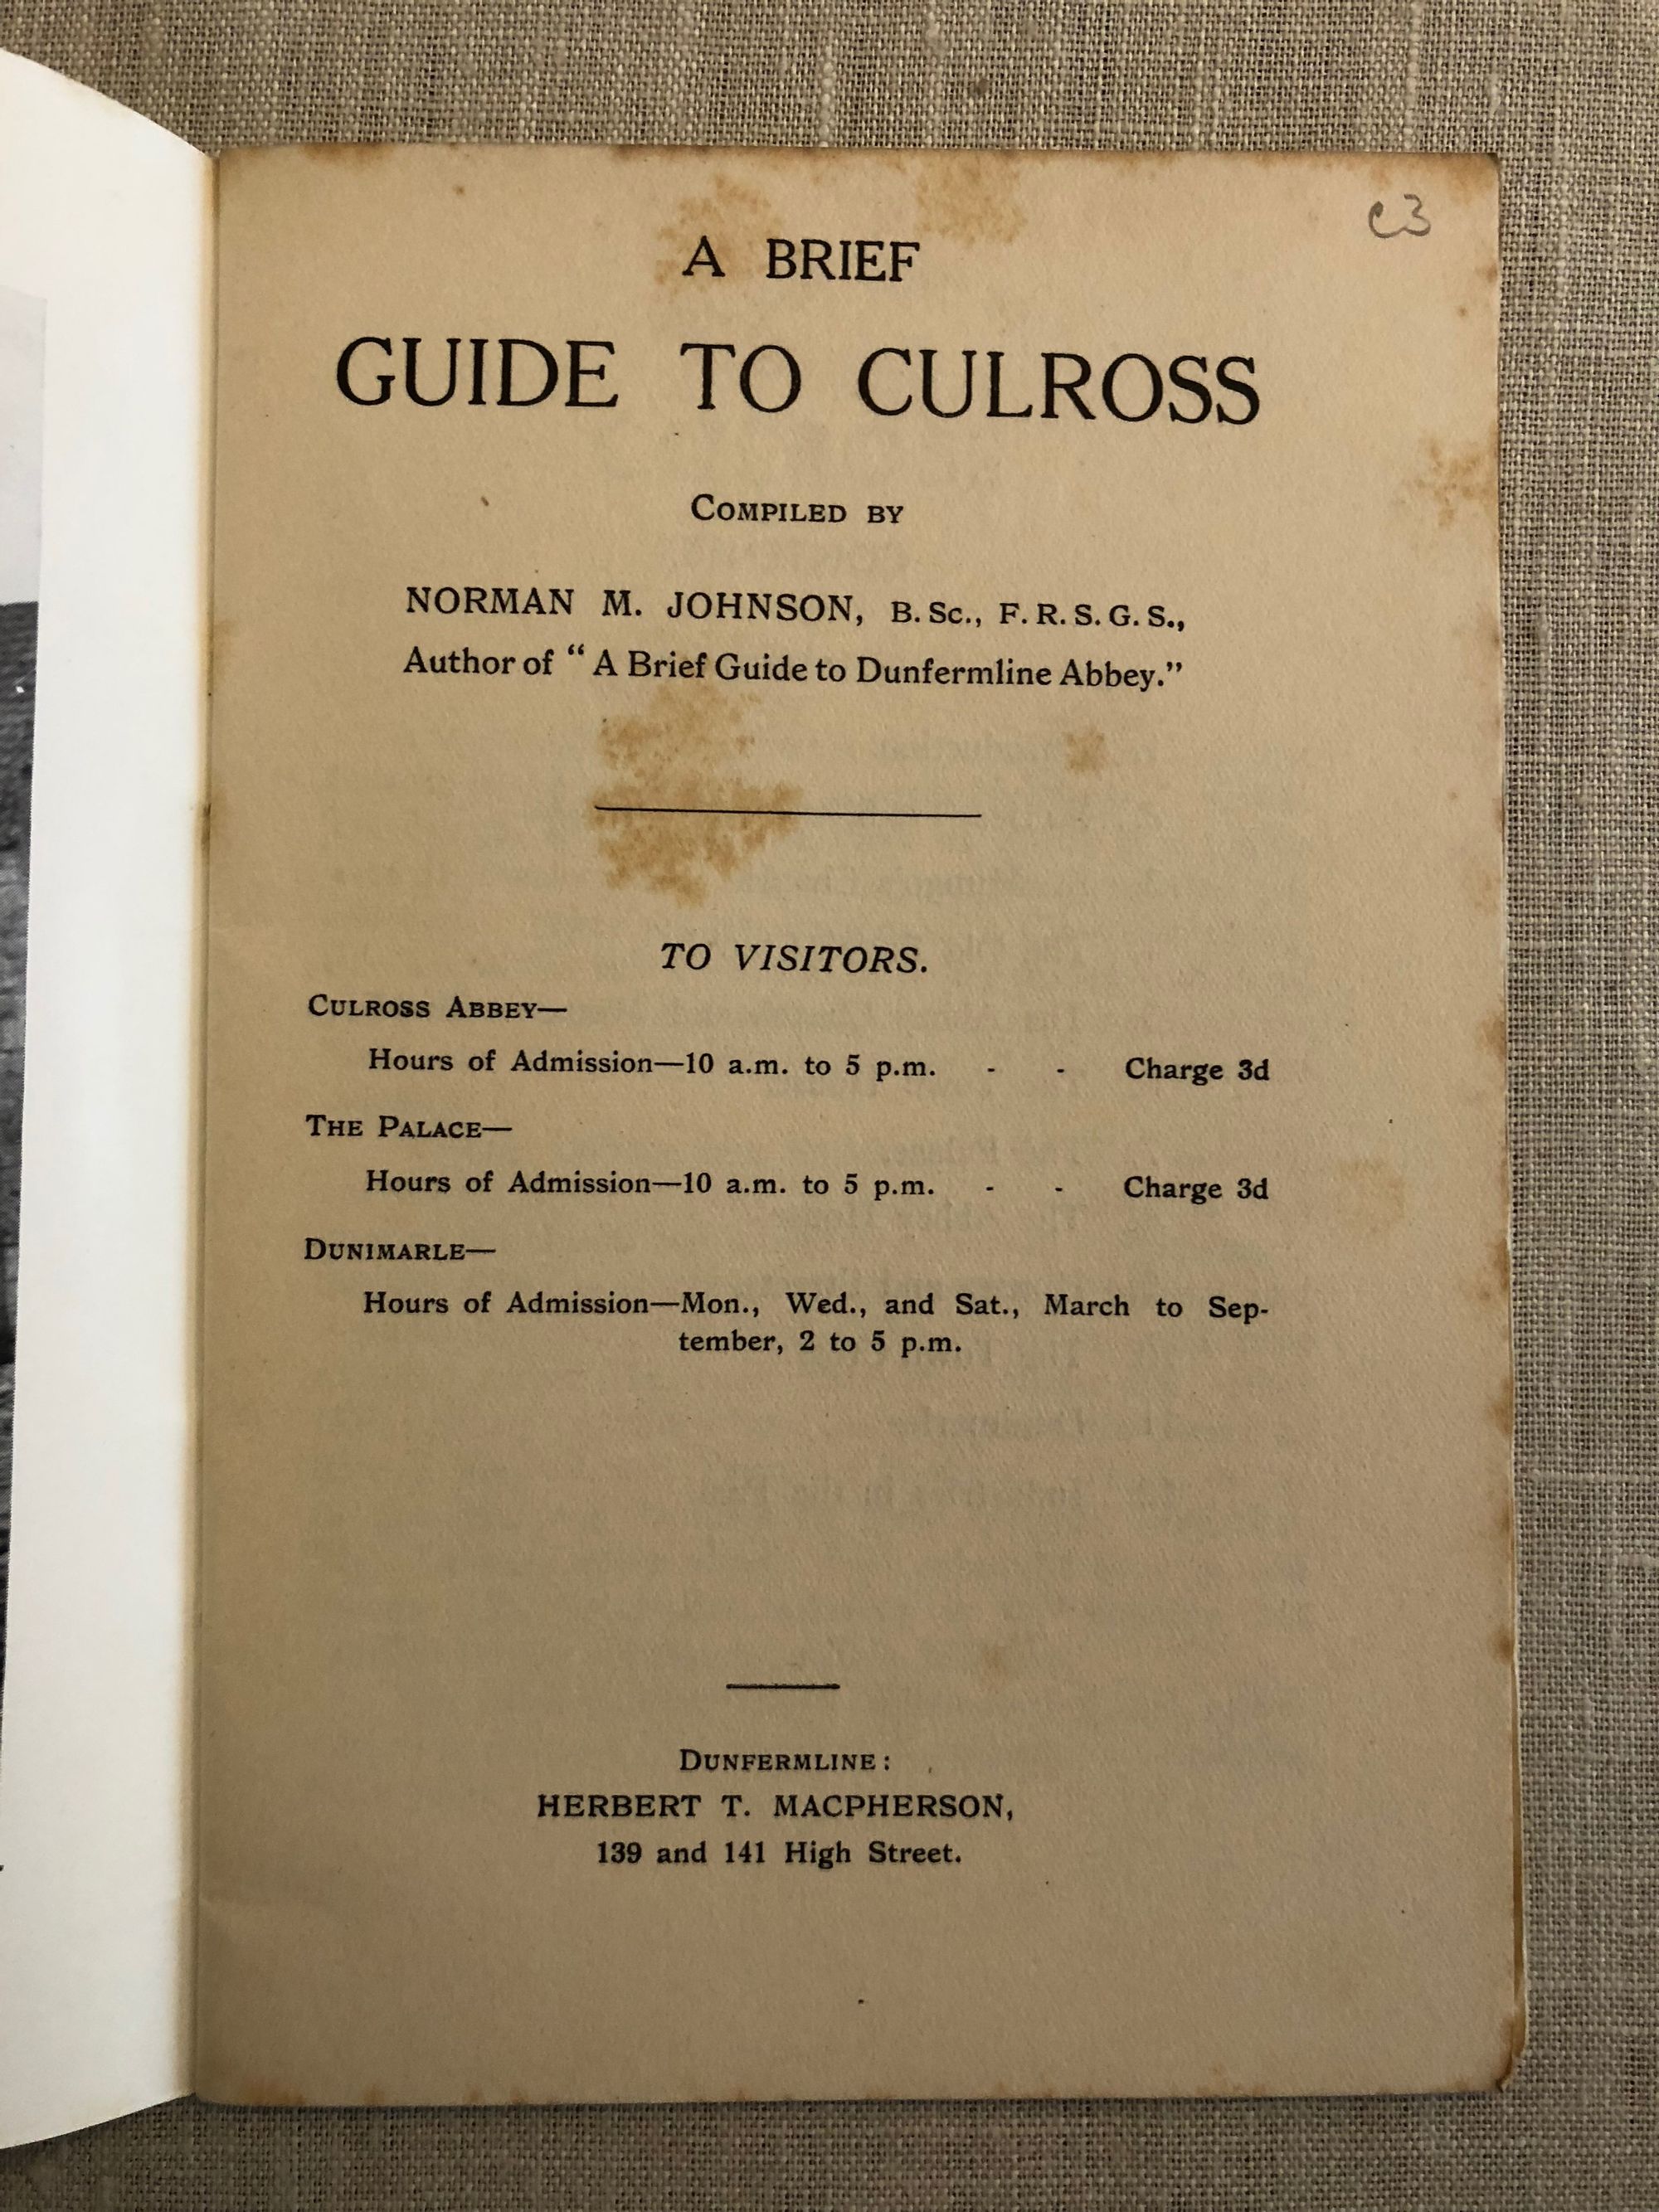 c3
A BRIEF
GUIDE TO CULROSS
COMPILED BY
NORMAN M. JOHNSON, B. Sc., F. R. S. G. S.,
Author of “ A Brief Guide to Dunfermline Abbey.”
TO VISITORS.
CULROSS ABBEY—
Hours of Admission—10 a.m. to 5 p.m. - - Charge 3d
THE PALACE—
Hours of Admission—10 a.m. to 5 p.m. - - Charge 3d
DUNIMARLE—
Hours of Admission—Mon., Wed., and Sat., March to Sep-
tember, 2 to 5 p.m.
DUNFERMLINE:
HERBERT T. MACPHERSON,
139 and 141 High Street.